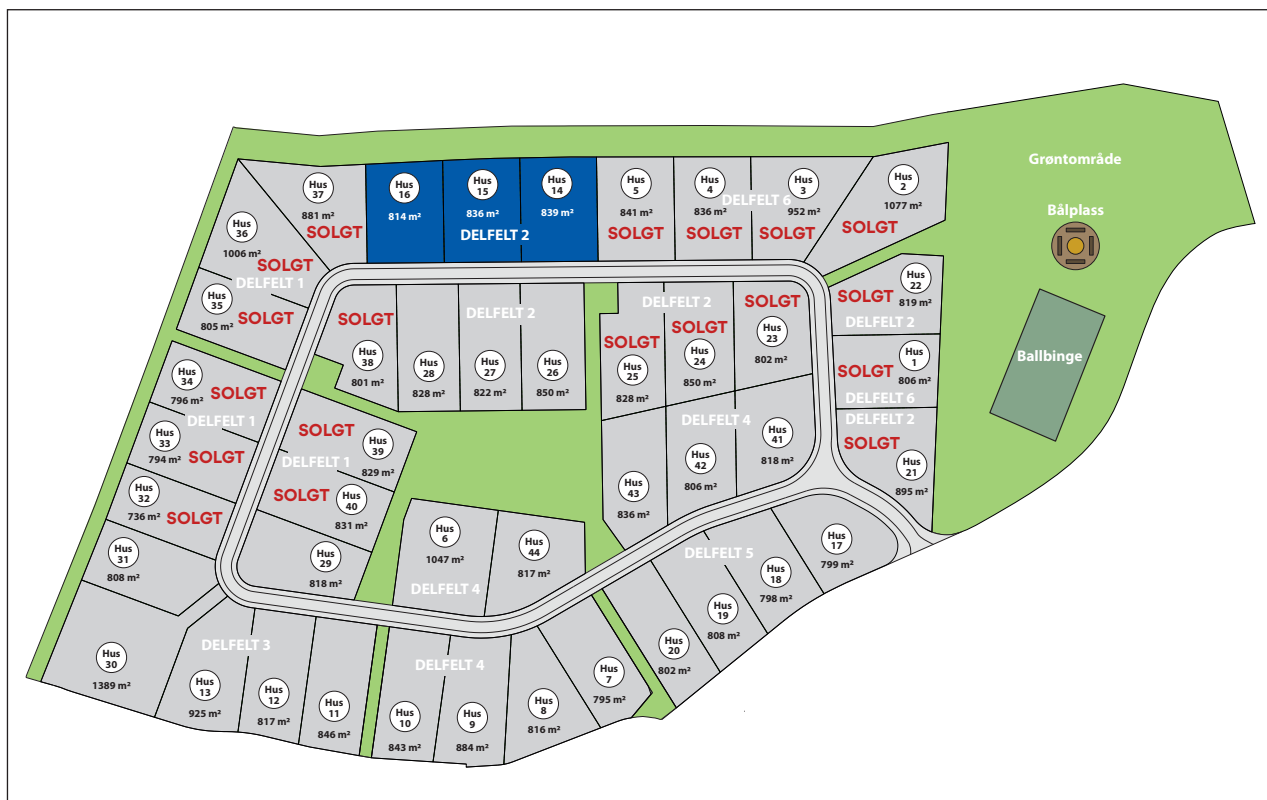 Grøntområde
Bålplass
Ballbinge
Hus
37
881 m²
SOLGT
Hus
16
814 m²
Hus
15
836 m²
Hus
14
839 m²
DELFELT 2
Hus
5
841 m²
SOLGT
Hus
4
836 m²
SOLGT
DELFELT 6
Hus
3
952 m²
SOLGT
Hus
2
1077 m²
SOLGT
Hus
36
1006 m²
SOLGT
DELFELT 1
Hus
35
805 m²
SOLGT
Hus
34
796 m²
SOLGT
DELFELT 1
Hus
33
794 m²
SOLGT
Hus
32
736 m²
SOLGT
Hus
31
808 m²
SOLGT
Hus
38
801 m²
DELFELT 2
Hus
28
828 m²
Hus
27
822 m²
Hus
26
850 m²
DELFELT 2
SOLGT
Hus
25
828 m²
SOLGT
Hus
24
850 m²
SOLGT
Hus
23
802 m²
Hus
22
819 m²
SOLGT
DELFELT 2
Hus
1
806 m²
SOLGT
DELFELT 6
DELFELT 2
SOLGT
Hus
21
895 m²
SOLGT
Hus
39
829 m²
DELFELT 1
SOLGT
Hus
40
831 m²
Hus
29
818 m²
DELFELT 4
Hus
41
818 m²
Hus
42
806 m²
Hus
43
836 m²
Hus
6
1047 m²
Hus
44
817 m²
DELFELT 4
DELFELT 5
Hus
17
799 m²
Hus
18
798 m²
Hus
19
808 m²
Hus
20
802 m²
DELFELT 3
Hus
30
1389 m²
Hus
13
925 m²
Hus
12
817 m²
Hus
11
846 m²
DELFELT 4
Hus
10
843 m²
Hus
9
884 m²
Hus
8
816 m²
Hus
7
795 m²